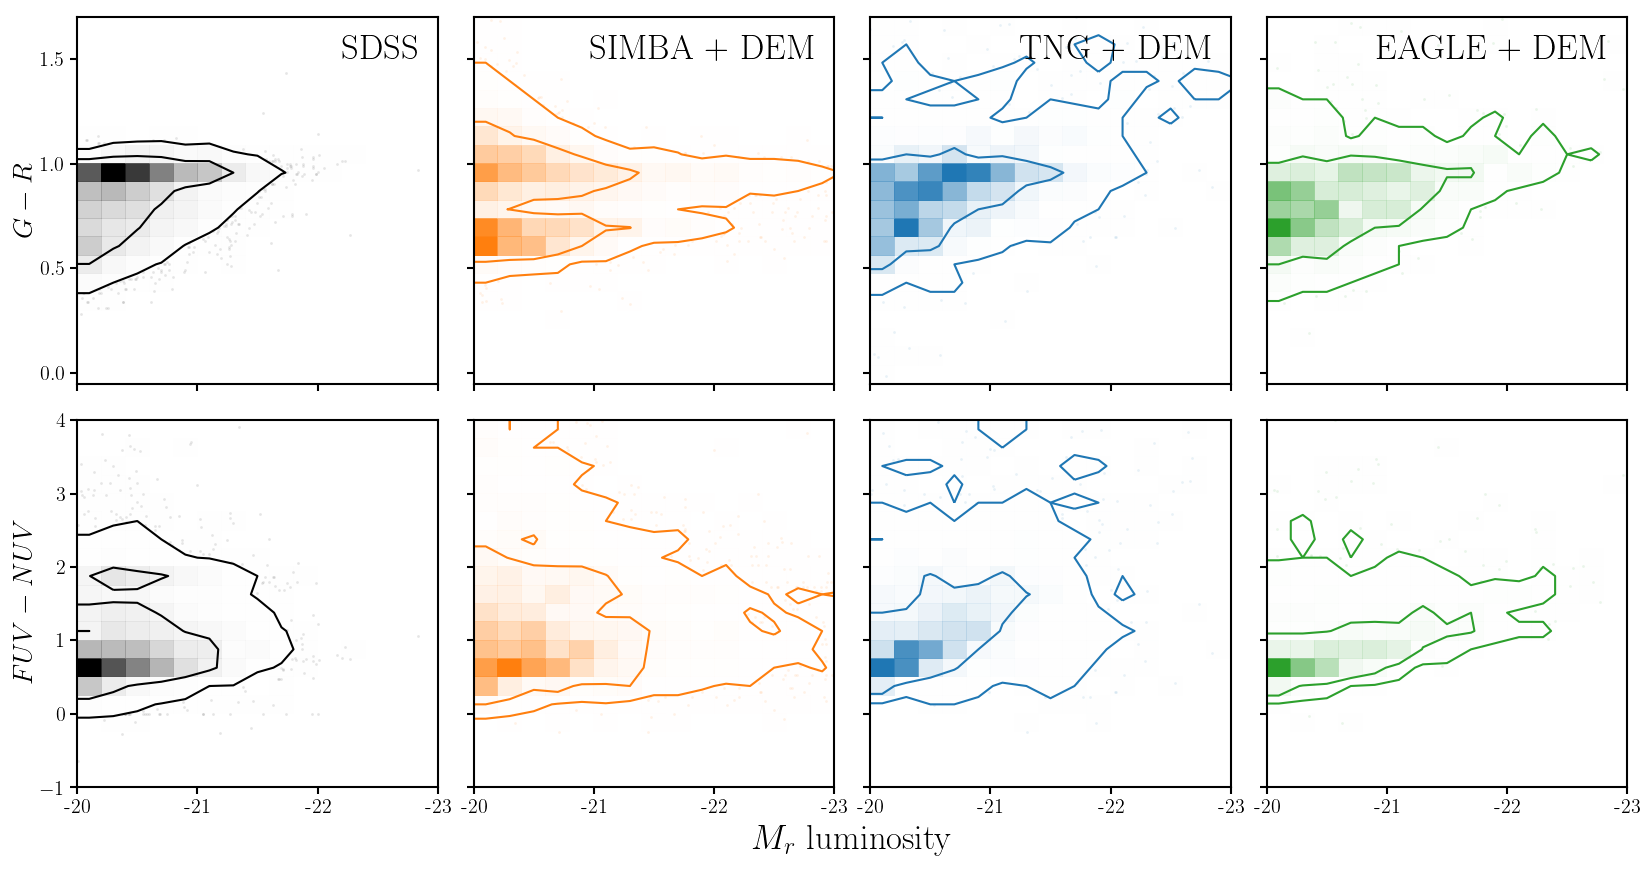 SDSS
SIMBA + DEM
TNG + DEM
EAGLE + DEM
1.5
1.0
0.5
0.0
G − R
4
3
2
1
0
−1
FUV − NUV
-20 -21 -22 -23
-20 -21 -22 -23
-20 -21 -22 -23
-20 -21 -22 -23
M_r luminosity